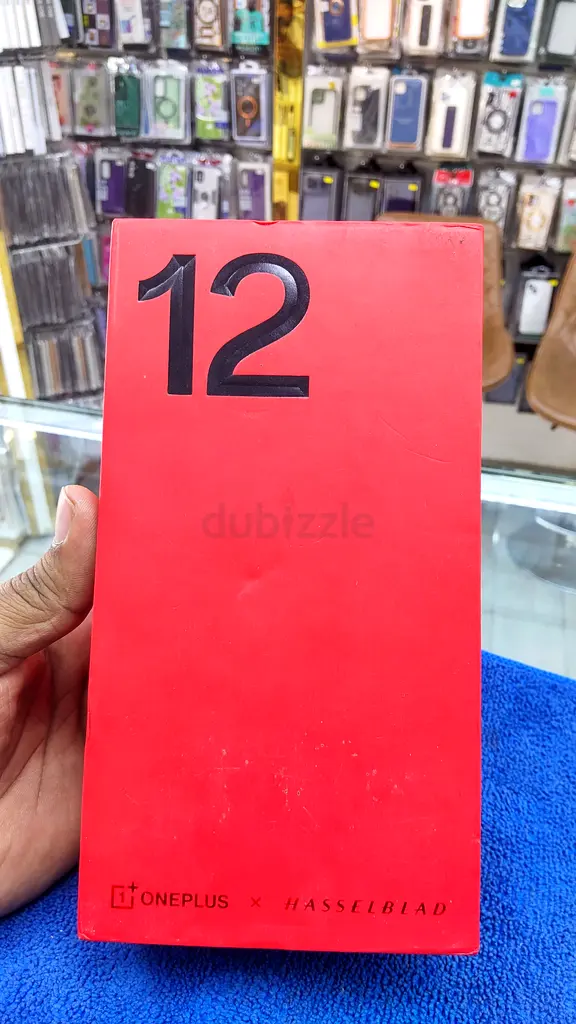 12
dubizzle
1+ ONEPLUS × HASSELBLAD